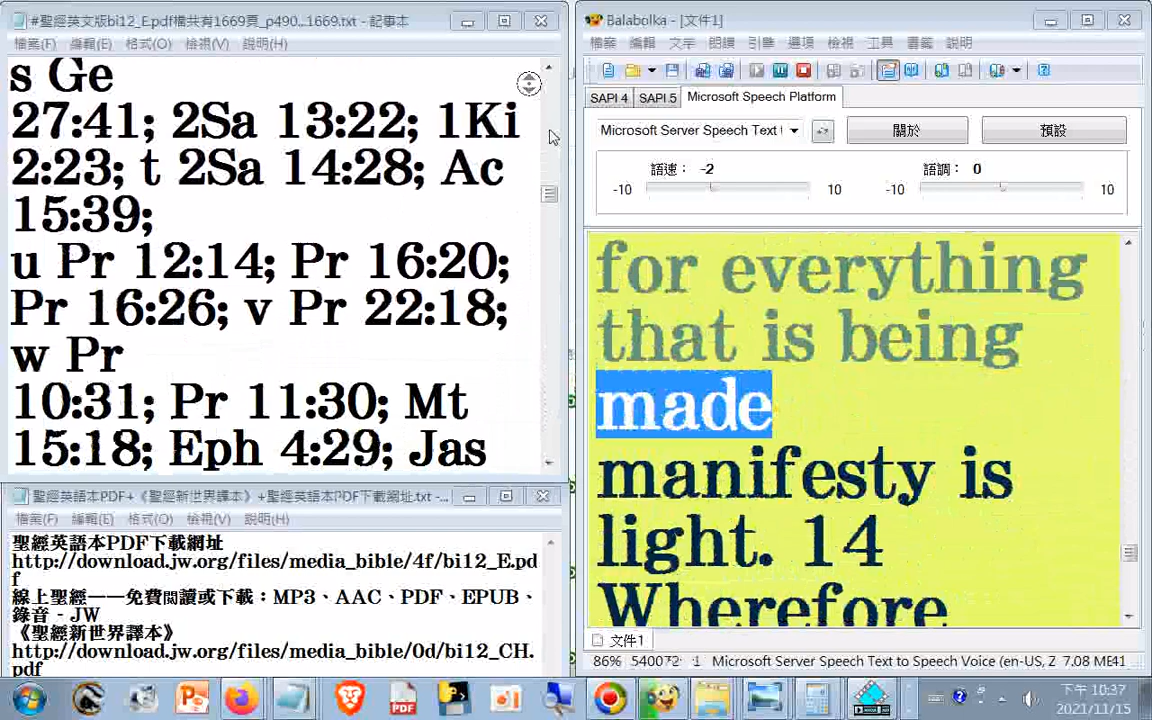 #聖經英文版bi12_E.pdf檔共有1669頁_p490...1669.txt - 記事本
檔案(F) 編輯(E) 格式(O) 檢視(V) 說明(H)
s Ge
27:41; 2Sa 13:22; 1Ki
2:23; t 2Sa 14:28; Ac
15:39;
u Pr 12:14; Pr 16:20;
Pr 16:26; v Pr 22:18;
w Pr
10:31; Pr 11:30; Mt
15:18; Eph 4:29; Jas
聖經英語本PDF+《聖經新世界譯本》+聖經英語本PDF下載網址.txt -...
檔案(F) 編輯(E) 格式(O) 檢視(V) 說明(H)
聖經英語本PDF下載網址
http://download.jw.org/files/media_bible/4f/bi12_E.pd
f
線上聖經──免費閱讀或下載：MP3、AAC、PDF、EPUB、
錄音 - JW
《聖經新世界譯本》
http://download.jw.org/files/media_bible/0d/bi12_CH.
pdf
Balabolka - [文件1]
檔案 編輯 文字 朗讀 引擎 選項 檢視 工具 書籤 說明
SAPI 4 SAPI 5 Microsoft Speech Platform
Microsoft Server Speech Text 關於 預設
語速： -2 語調： 0
-10 10 -10 10
for everything
that is being
made
manifesty is
light. 14
Wherefore
文件1
86% 540072 : 1 Microsoft Server Speech Text to Speech Voice (en-US, Z 7.08 ME41
下午 10:37
2021/11/15